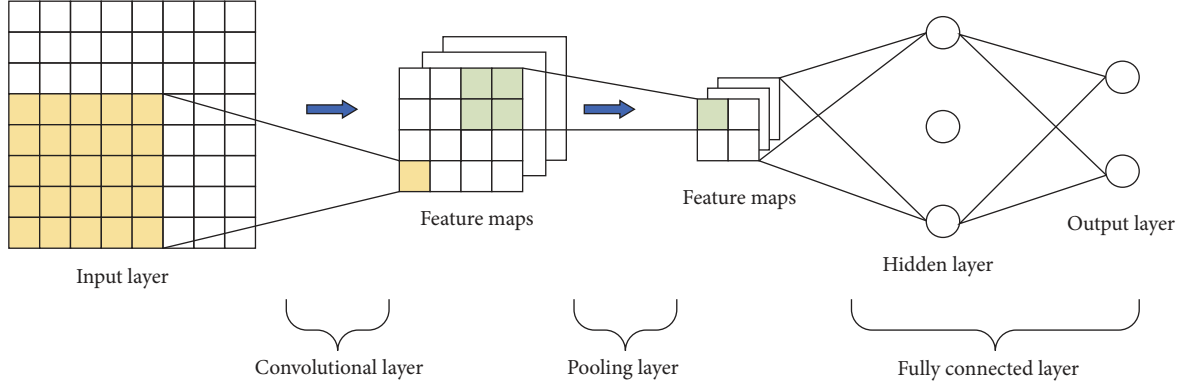 Input layer
Feature maps
Feature maps
Hidden layer
Output layer
Convolutional layer
Pooling layer
Fully connected layer